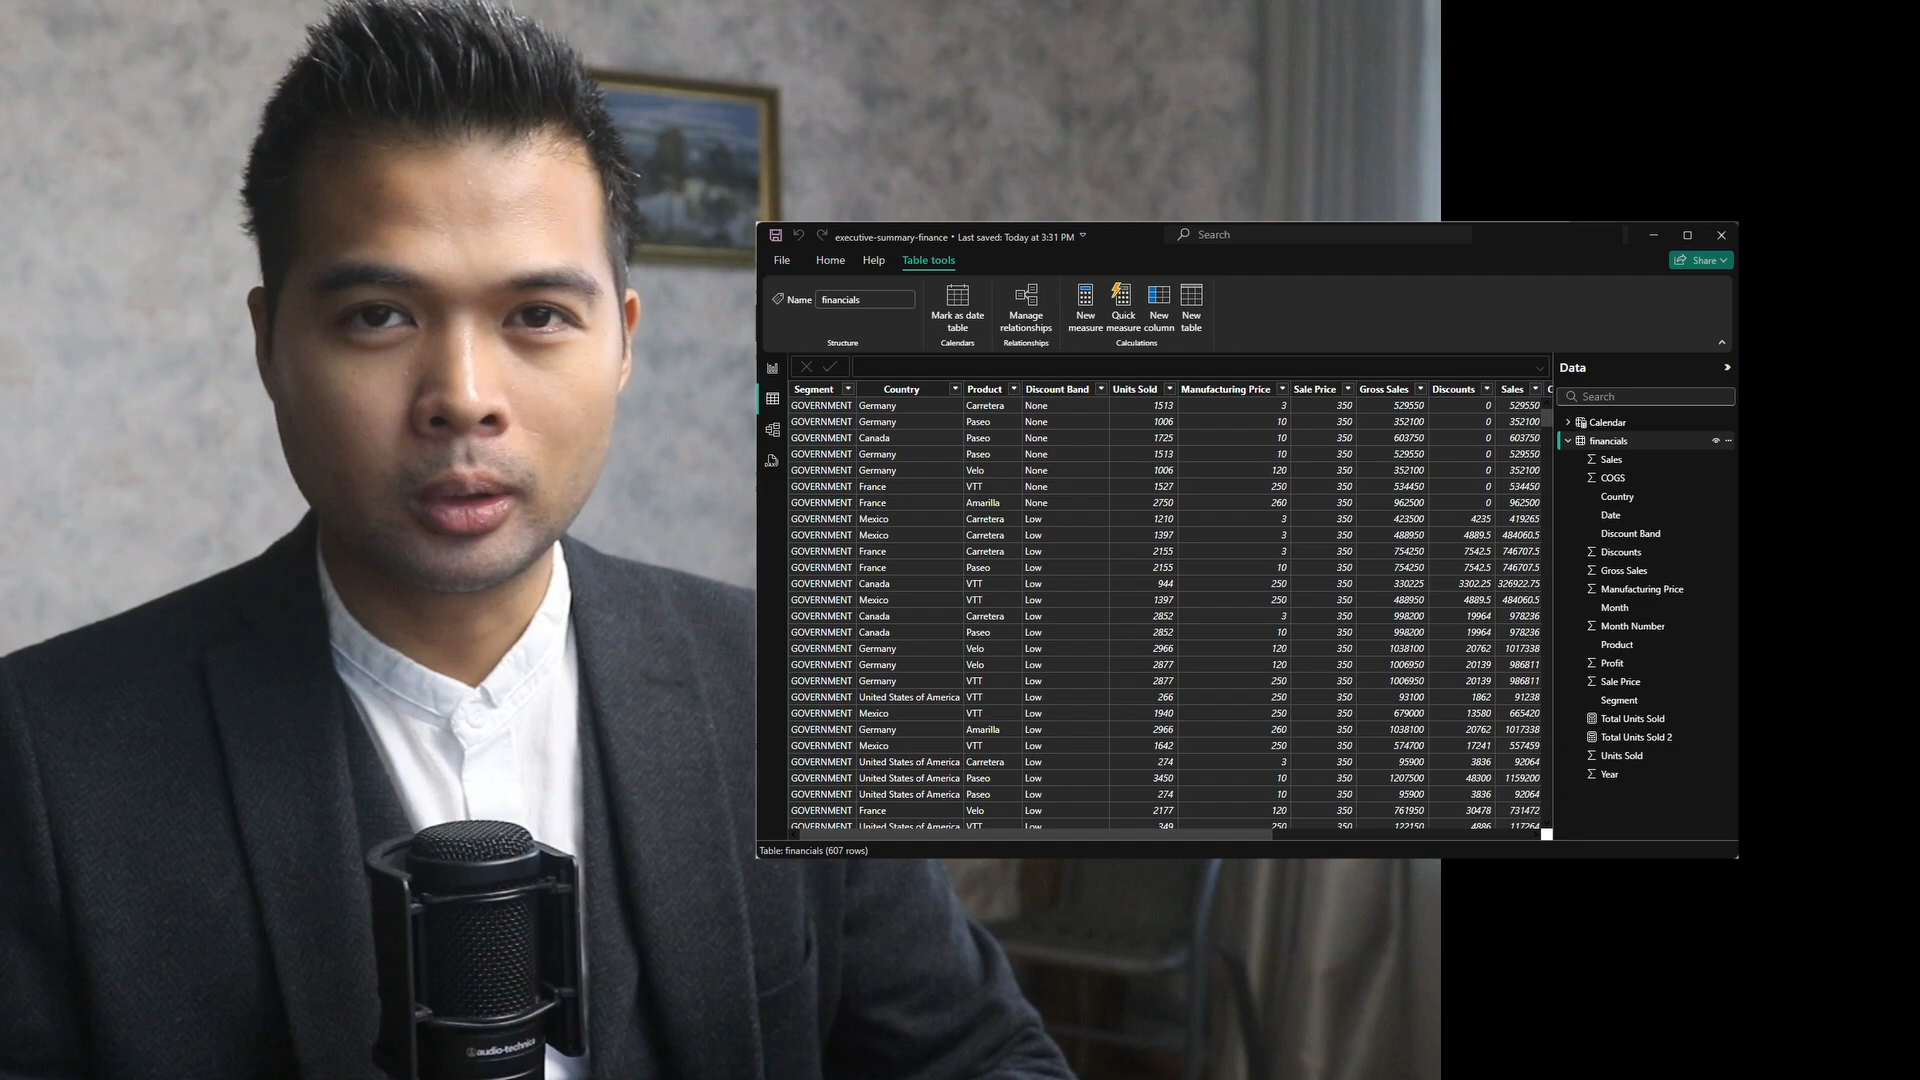 executive-summary-finance • Last saved: Today at 3:31 PM
Search
File Home Help Table tools
Share
Name financials
Mark as date table
Manage relationships
New measure
Quick measure
New column
New table
Structure Calendars Relationships Calculations
Data
Segment Country Product Discount Band Units Sold Manufacturing Price Sale Price Gross Sales Discounts Sales C
GOVERNMENT Germany Carretera None 1513 3 350 529550 0 529550
GOVERNMENT Germany Paseo None 1006 10 350 352100 0 352100
GOVERNMENT Canada Paseo None 1725 10 350 603750 0 603750
GOVERNMENT Germany Paseo None 1513 10 350 529550 0 529550
GOVERNMENT Germany Velo None 1006 120 350 352100 0 352100
GOVERNMENT France VTT None 1527 250 350 534450 0 534450
GOVERNMENT France Amarilla None 2750 260 350 962500 0 962500
GOVERNMENT Mexico Carretera Low 1210 3 350 423500 4235 419265
GOVERNMENT Mexico Carretera Low 1397 3 350 488950 4889.5 484060.5
GOVERNMENT France Carretera Low 2155 3 350 754250 7542.5 746707.5
GOVERNMENT France Paseo Low 2155 10 350 754250 7542.5 746707.5
GOVERNMENT Canada VTT Low 944 250 350 330225 3302.25 326922.75
GOVERNMENT Mexico VTT Low 1397 250 350 488950 4889.5 484060.5
GOVERNMENT Canada Carretera Low 2852 3 350 998200 19964 978236
GOVERNMENT Canada Paseo Low 2852 10 350 998200 19964 978236
GOVERNMENT Germany Velo Low 2966 120 350 1038100 20762 1017338
GOVERNMENT Germany Velo Low 2877 120 350 1006950 20139 986811
GOVERNMENT Germany VTT Low 2877 250 350 1006950 20139 986811
GOVERNMENT United States of America VTT Low 266 250 350 93100 1862 91238
GOVERNMENT Mexico VTT Low 1940 250 350 679000 13580 665420
GOVERNMENT Germany Amarilla Low 2966 260 350 1038100 20762 1017338
GOVERNMENT Mexico VTT Low 1642 250 350 574700 17241 557459
GOVERNMENT United States of America Carretera Low 274 3 350 95900 3836 92064
GOVERNMENT United States of America Paseo Low 3450 10 350 1207500 48300 1159200
GOVERNMENT United States of America Paseo Low 274 10 350 95900 3836 92064
GOVERNMENT France Velo Low 2177 120 350 761950 30478 731472
GOVERNMENT United States of America VTT Low 349 250 350 122150 4886 117264
Search
Calendar
financials
Sales
COGS
Country
Date
Discount Band
Discounts
Gross Sales
Manufacturing Price
Month
Month Number
Product
Profit
Sale Price
Segment
Total Units Sold
Total Units Sold 2
Units Sold
Year
Table: financials (607 rows)
audio-technica